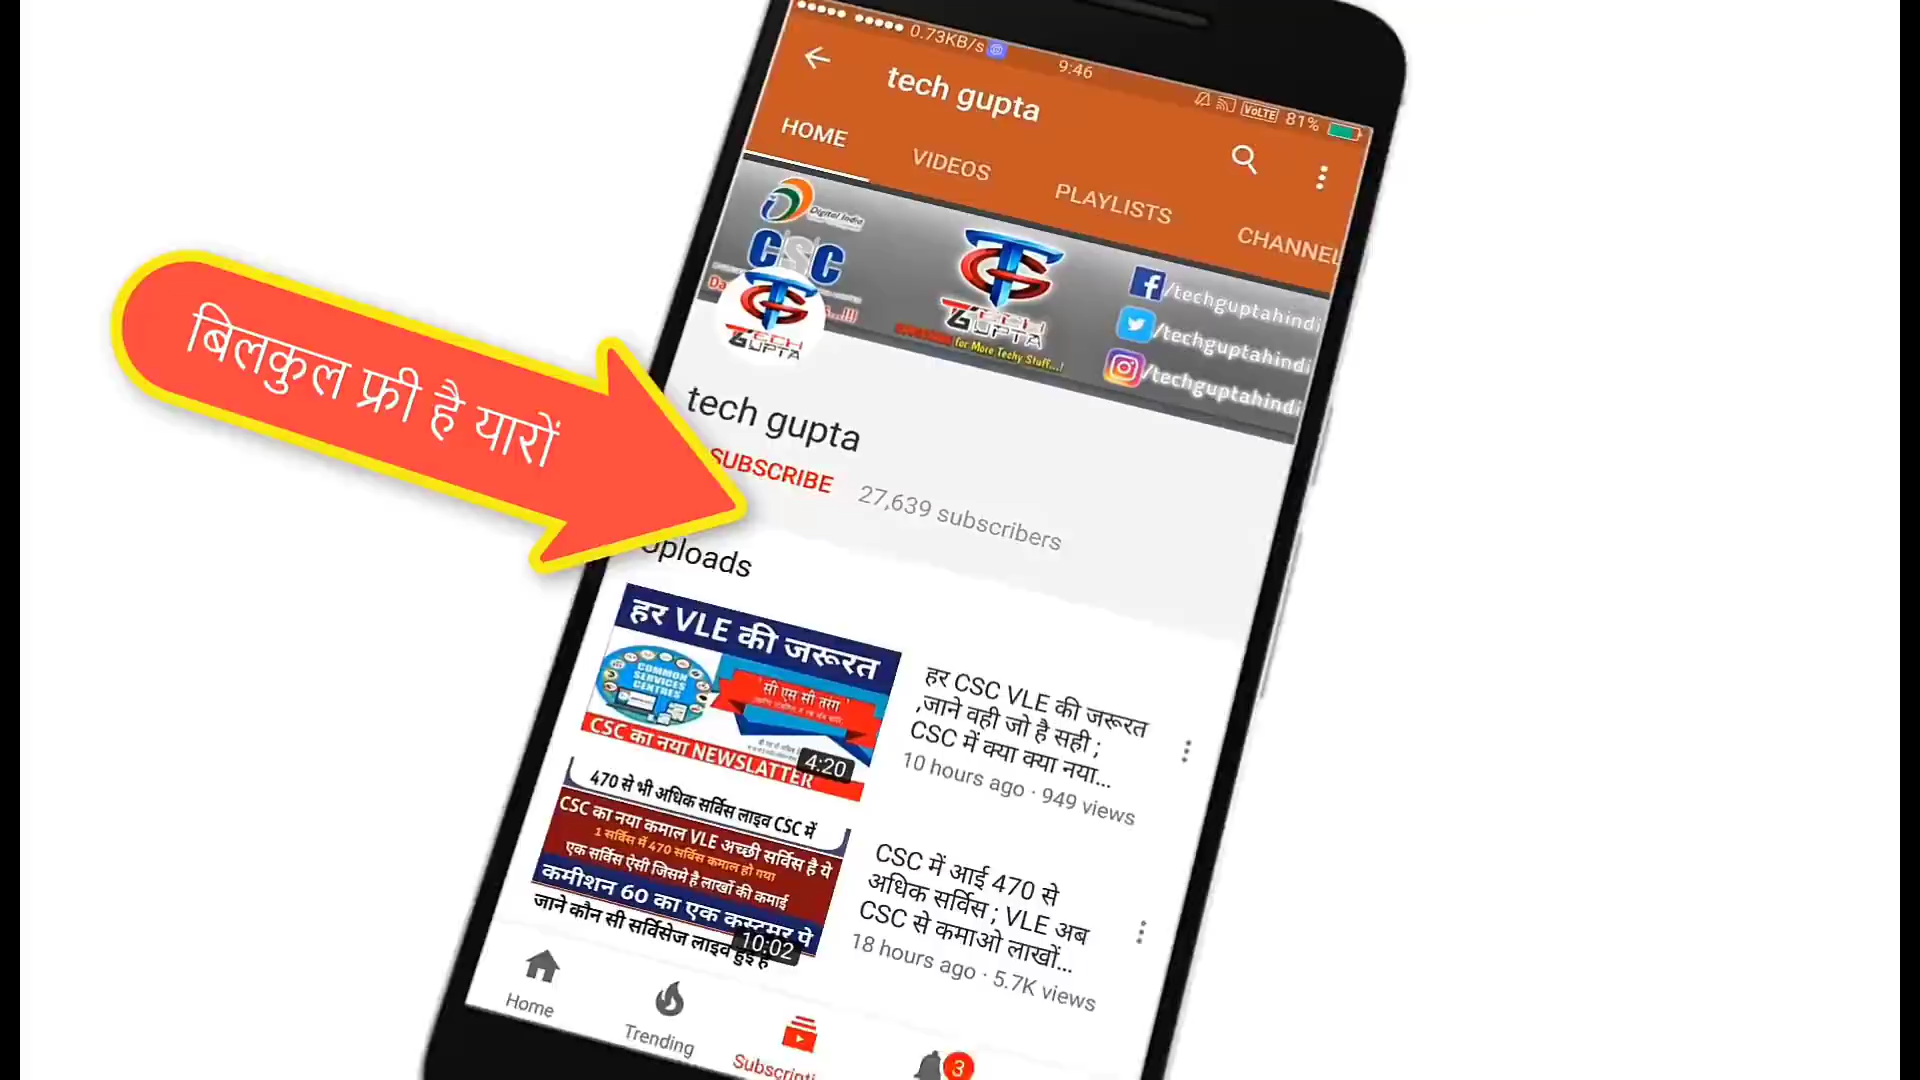 0.73KB/s
9:46
VoLTE 81%
tech gupta
HOME VIDEOS PLAYLISTS CHANNEL
Digital India
CSC
TECH GUPTA
for More Techy Stuff...!
/techguptahindi
/techguptahindi
/techguptahindi
TECH GUPTA
बिलकुल फ्री है यारों
tech gupta
SUBSCRIBE 27,639 subscribers
Uploads
हर VLE की जरूरत
COMMON SERVICES CENTRES
सी एस सी तरंग
CSC का नया NEWSLATTER
4:20
हर CSC VLE की जरूरत
,जाने वही जो है सही ;
CSC में क्या क्या नया...
10 hours ago · 949 views
470 से भी अधिक सर्विस लाइव CSC में
CSC का नया कमाल VLE अच्छी सर्विस है ये
1 सर्विस में 470 सर्विस कमाल हो गया
एक सर्विस ऐसी जिसमे है लाखों की कमाई
कमीशन 60 का एक कस्टमर पे
जाने कौन सी सर्विसेज लाइव हुई है
10:02
CSC में आई 470 से
अधिक सर्विस ; VLE अब
CSC से कमाओ लाखों...
18 hours ago · 5.7K views
Home
Trending
Subscripti
3